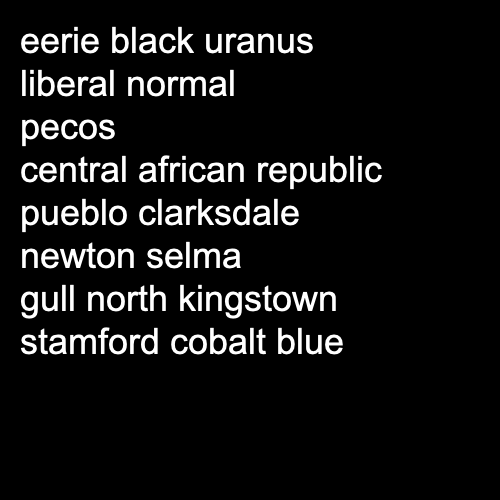 eerie black uranus
liberal normal
pecos
central african republic
pueblo clarksdale
newton selma
gull north kingstown
stamford cobalt blue